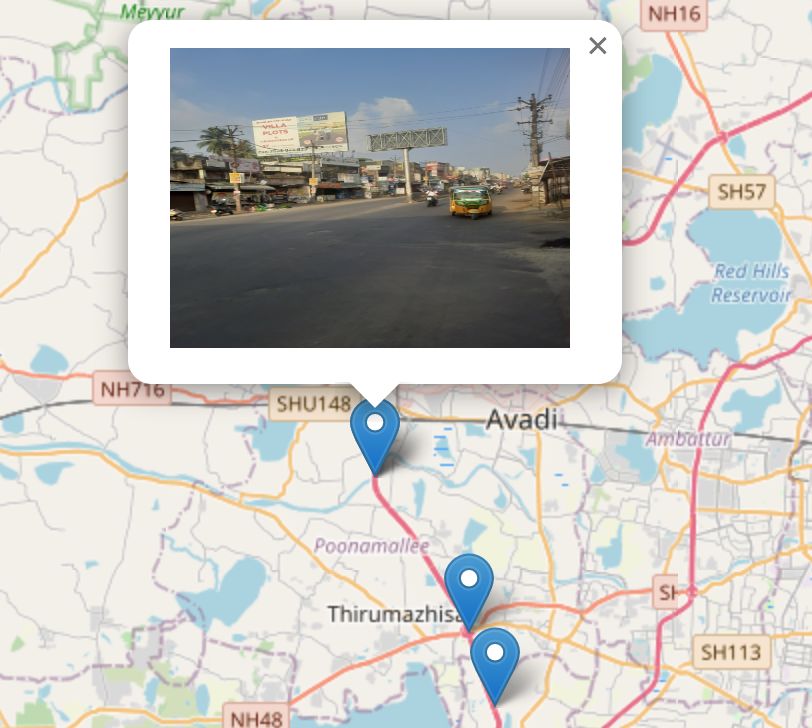 Meyyur
NH16
VILLA
PLOTS
SH57
Red Hills
Reservoir
NH716
SHU148
Avadi
Ambattur
Poonamallee
Thirumazhisa
SH
SH113
NH48